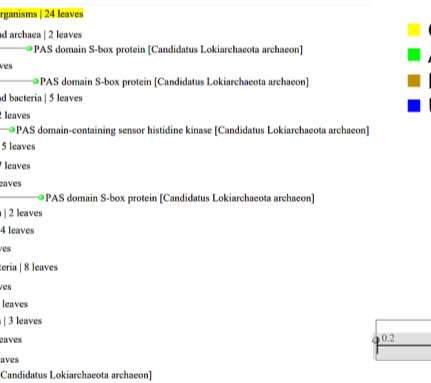 rganisms | 24 leaves
d archaea | 2 leaves
PAS domain S-box protein [Candidatus Lokiarchaeota archaeon]
ves
PAS domain S-box protein [Candidatus Lokiarchaeota archaeon]
d bacteria | 5 leaves
leaves
PAS domain-containing sensor histidine kinase [Candidatus Lokiarchaeota archaeon]
5 leaves
leaves
eaves
PAS domain S-box protein [Candidatus Lokiarchaeota archaeon]
| 2 leaves
4 leaves
ves
teria | 8 leaves
ves
leaves
| 3 leaves
eaves
aves
Candidatus Lokiarchaeota archaeon]
0.2